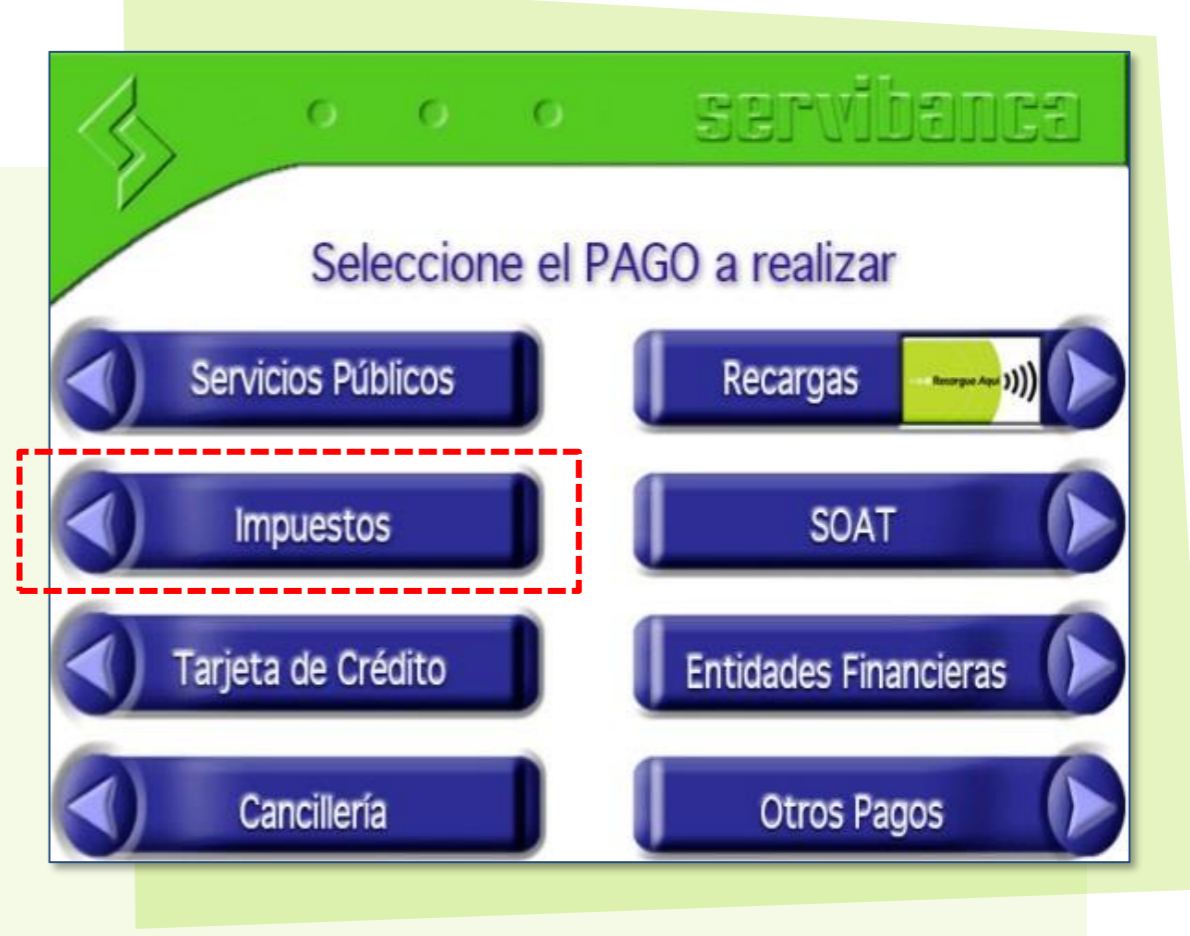 servibanca
Seleccione el PAGO a realizar
Servicios Públicos
Recargas
Recargue Aquí
Impuestos
SOAT
Tarjeta de Crédito
Entidades Financieras
Cancillería
Otros Pagos